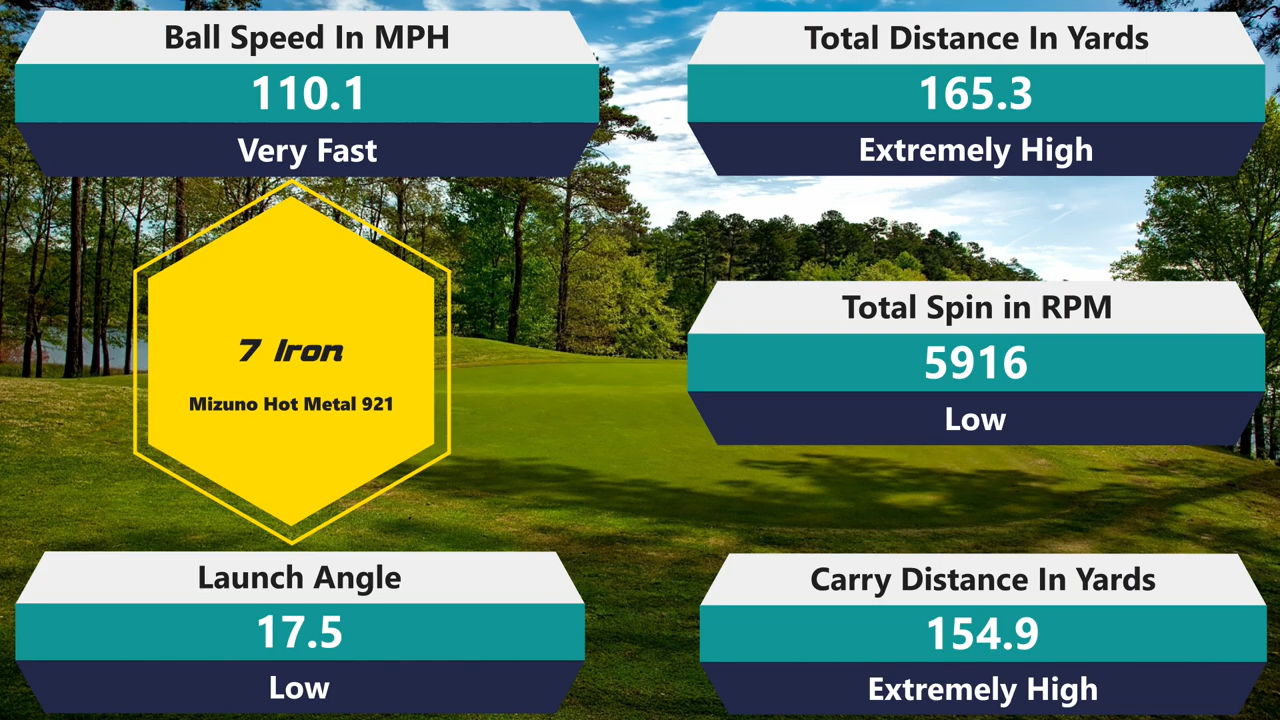 Ball Speed In MPH
110.1
Very Fast
Total Distance In Yards
165.3
Extremely High
7 Iron
Mizuno Hot Metal 921
Total Spin in RPM
5916
Low
Launch Angle
17.5
Low
Carry Distance In Yards
154.9
Extremely High